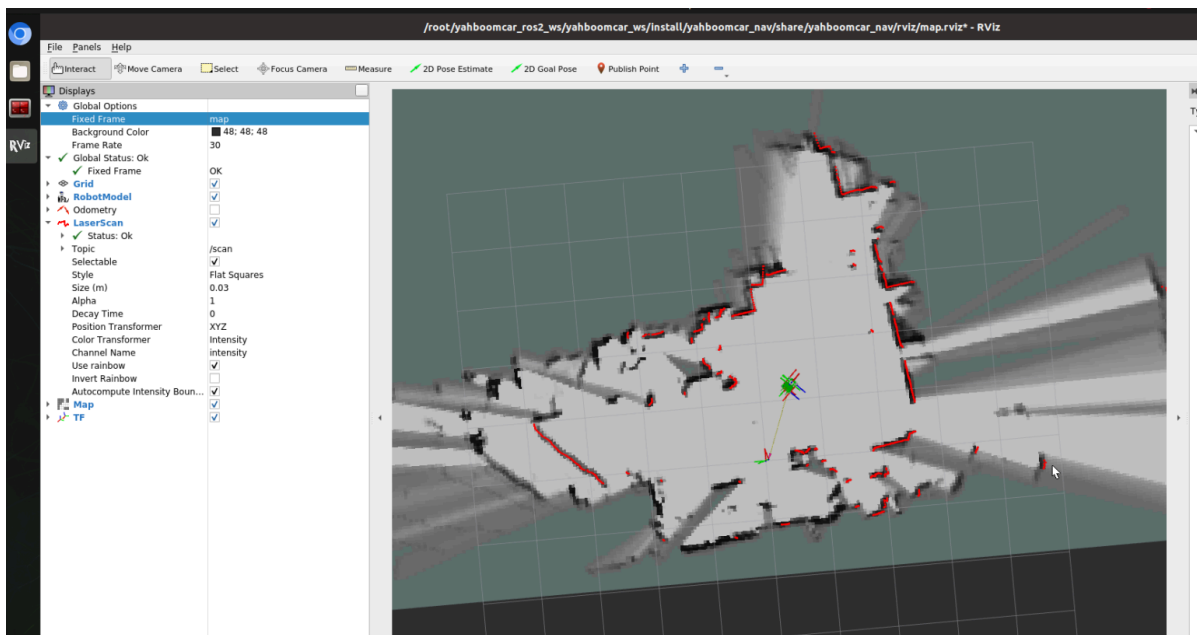 /root/yahboomcar_ros2_ws/yahboomcar_ws/install/yahboomcar_nav/share/yahboomcar_nav/rviz/map.rviz* - RViz
File Panels Help
Interact Move Camera Select Focus Camera Measure 2D Pose Estimate 2D Goal Pose Publish Point
RViz
Displays
Global Options
Fixed Frame map
Background Color 48; 48; 48
Frame Rate 30
Global Status: Ok
Fixed Frame OK
Grid
RobotModel
Odometry
LaserScan
Status: Ok
Topic /scan
Selectable
Style Flat Squares
Size (m) 0.03
Alpha 1
Decay Time 0
Position Transformer XYZ
Color Transformer Intensity
Channel Name intensity
Use rainbow
Invert Rainbow
Autocompute Intensity Boun...
Map
TF